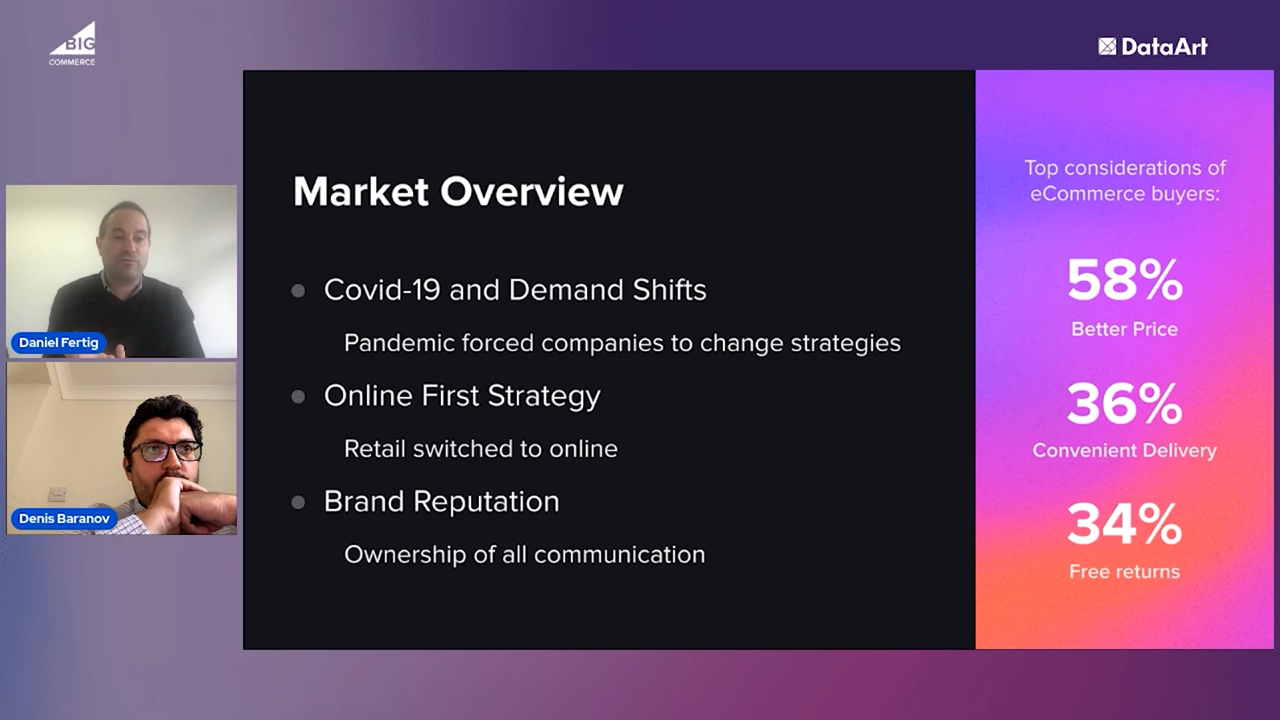 BIG
COMMERCE
DataArt
Daniel Fertig
Denis Baranov
Market Overview
Covid-19 and Demand Shifts
Pandemic forced companies to change strategies
Online First Strategy
Retail switched to online
Brand Reputation
Ownership of all communication
Top considerations of
eCommerce buyers:
58%
Better Price
36%
Convenient Delivery
34%
Free returns